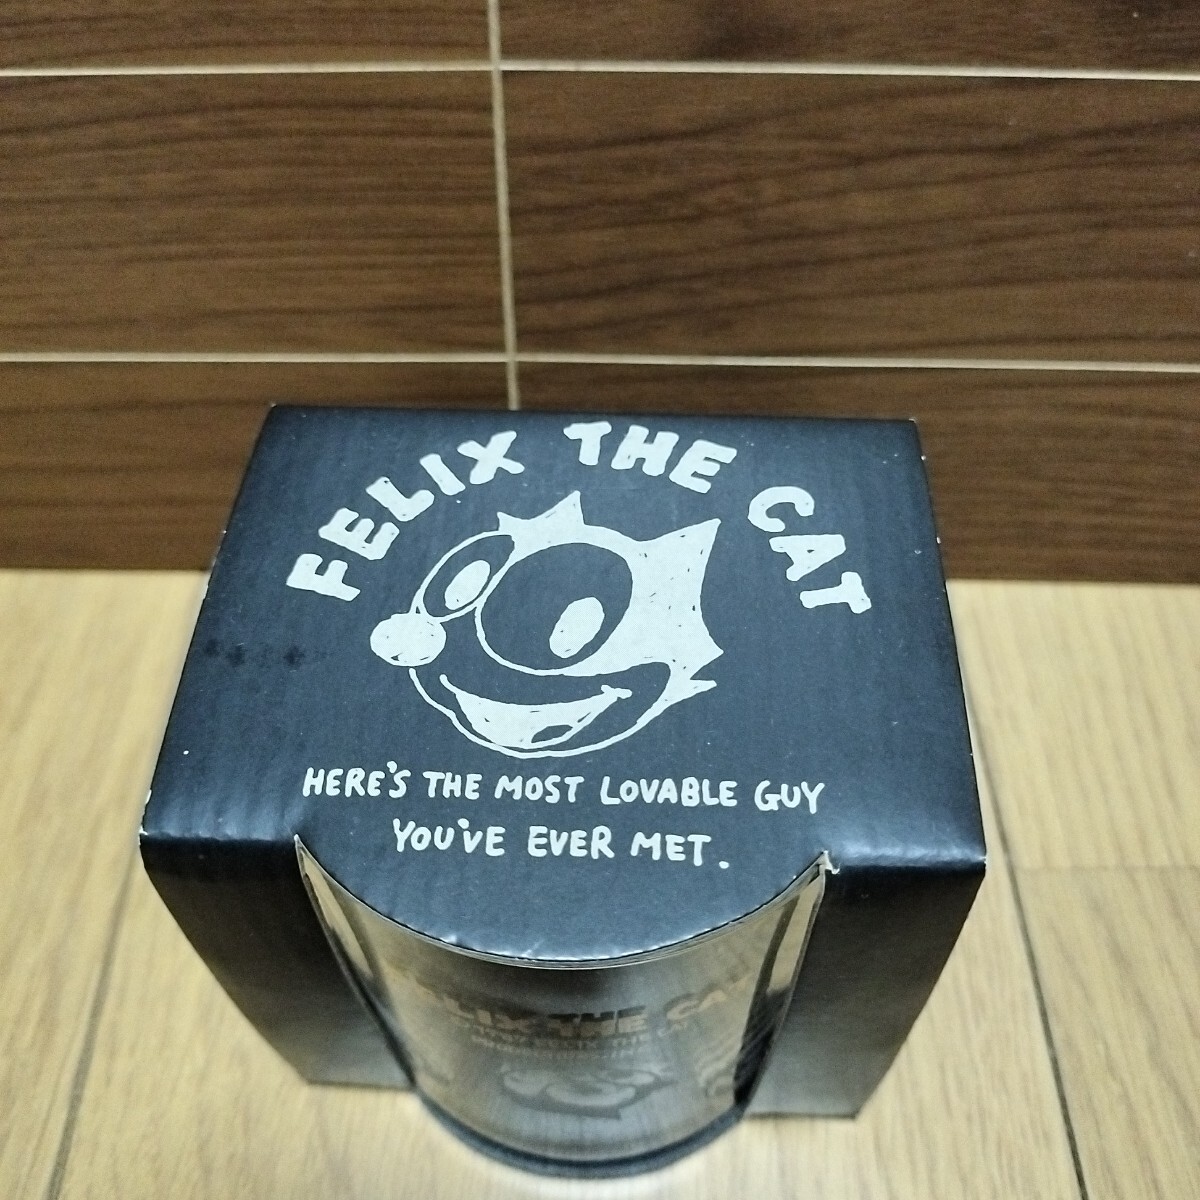 FELIX THE CAT
HERE'S THE MOST LOVABLE GUY
YOU'VE EVER MET.
FELIX THE CAT